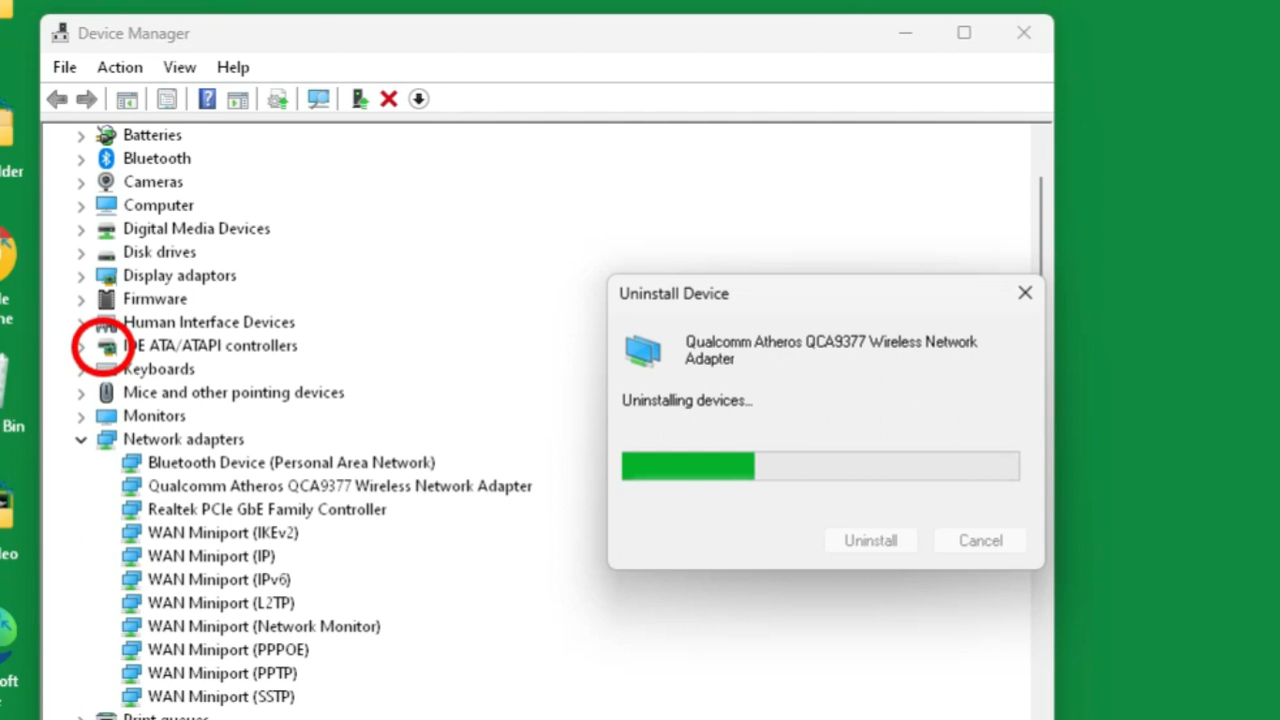 Device Manager
File Action View Help
Batteries
Bluetooth
Cameras
Computer
Digital Media Devices
Disk drives
Display adaptors
Firmware
Human Interface Devices
IDE ATA/ATAPI controllers
Keyboards
Mice and other pointing devices
Monitors
Network adapters
Bluetooth Device (Personal Area Network)
Qualcomm Atheros QCA9377 Wireless Network Adapter
Realtek PCIe GbE Family Controller
WAN Miniport (IKEv2)
WAN Miniport (IP)
WAN Miniport (IPv6)
WAN Miniport (L2TP)
WAN Miniport (Network Monitor)
WAN Miniport (PPPOE)
WAN Miniport (PPTP)
WAN Miniport (SSTP)
Print queues
Uninstall Device
Qualcomm Atheros QCA9377 Wireless Network
Adapter
Uninstalling devices...
Uninstall Cancel
Bin